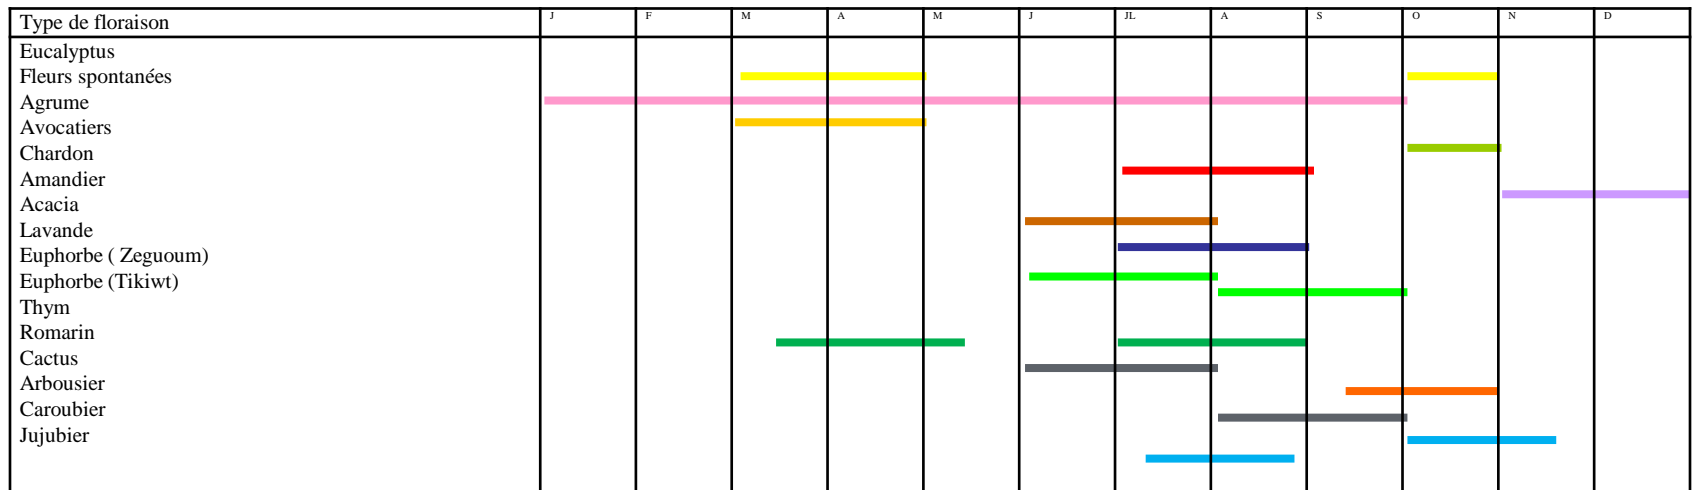 Type de floraison J F M A M J JL A S O N D
Eucalyptus
Fleurs spontanées
Agrume
Avocatiers
Chardon
Amandier
Acacia
Lavande
Euphorbe ( Zeguoum)
Euphorbe (Tikiwt)
Thym
Romarin
Cactus
Arbousier
Caroubier
Jujubier